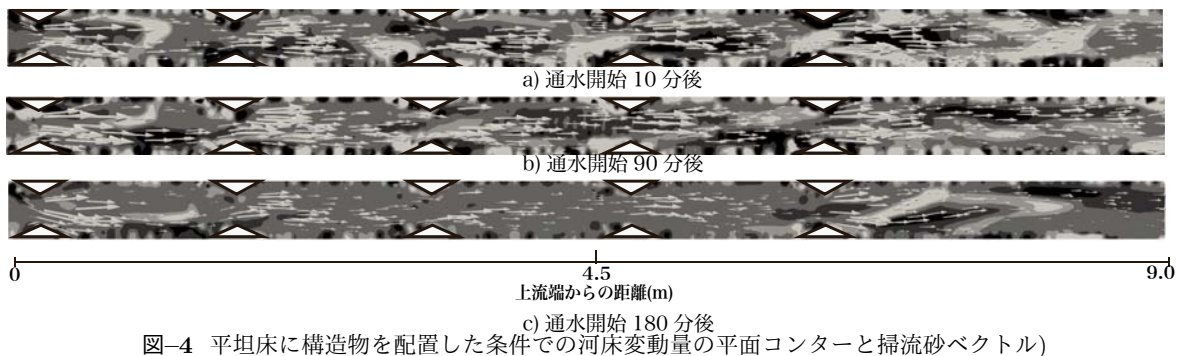 a) 通水開始 10 分後
b) 通水開始 90 分後
0 4.5 9.0
上流端からの距離(m)
c) 通水開始 180 分後
図–4 平坦床に構造物を配置した条件での河床変動量の平面コンターと掃流砂ベクトル)